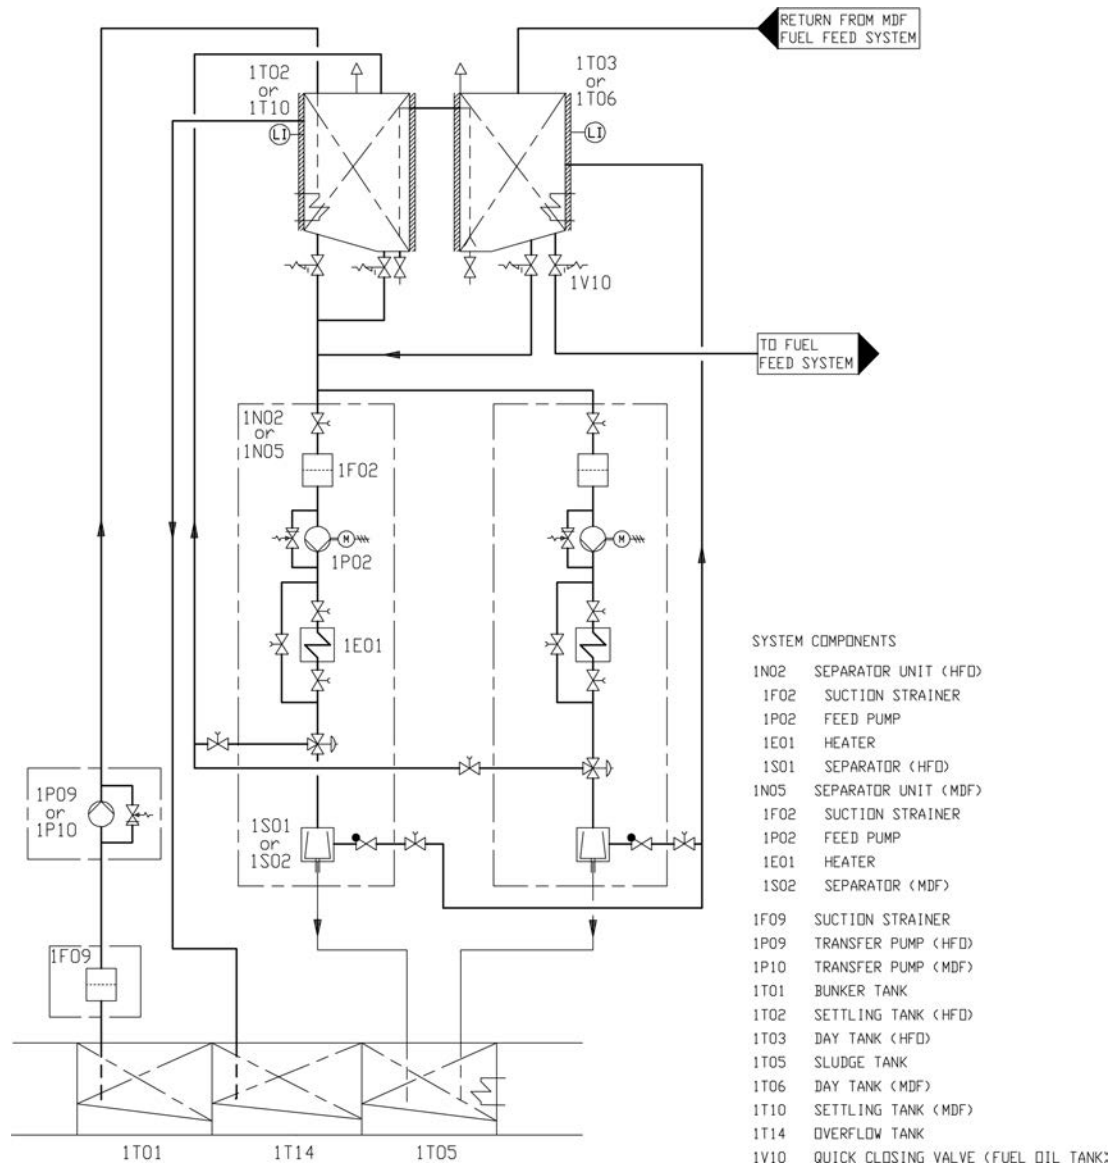 RETURN FROM MDF
FUEL FEED SYSTEM
1T02
or
1T10
1T03
or
1T06
LI
LI
1V10
TO FUEL
FEED SYSTEM
1N02
or
1N05
1F02
M
M
1P02
1E01
1P09
or
1P10
1S01
or
1S02
1F09
1T01
1T14
1T05
SYSTEM COMPONENTS
1N02 SEPARATOR UNIT (HFO)
1F02 SUCTION STRAINER
1P02 FEED PUMP
1E01 HEATER
1S01 SEPARATOR (HFO)
1N05 SEPARATOR UNIT (MDF)
1F02 SUCTION STRAINER
1P02 FEED PUMP
1E01 HEATER
1S02 SEPARATOR (MDF)
1F09 SUCTION STRAINER
1P09 TRANSFER PUMP (HFO)
1P10 TRANSFER PUMP (MDF)
1T01 BUNKER TANK
1T02 SETTLING TANK (HFO)
1T03 DAY TANK (HFO)
1T05 SLUDGE TANK
1T06 DAY TANK (MDF)
1T10 SETTLING TANK (MDF)
1T14 OVERFLOW TANK
1V10 QUICK CLOSING VALVE (FUEL OIL TANK)